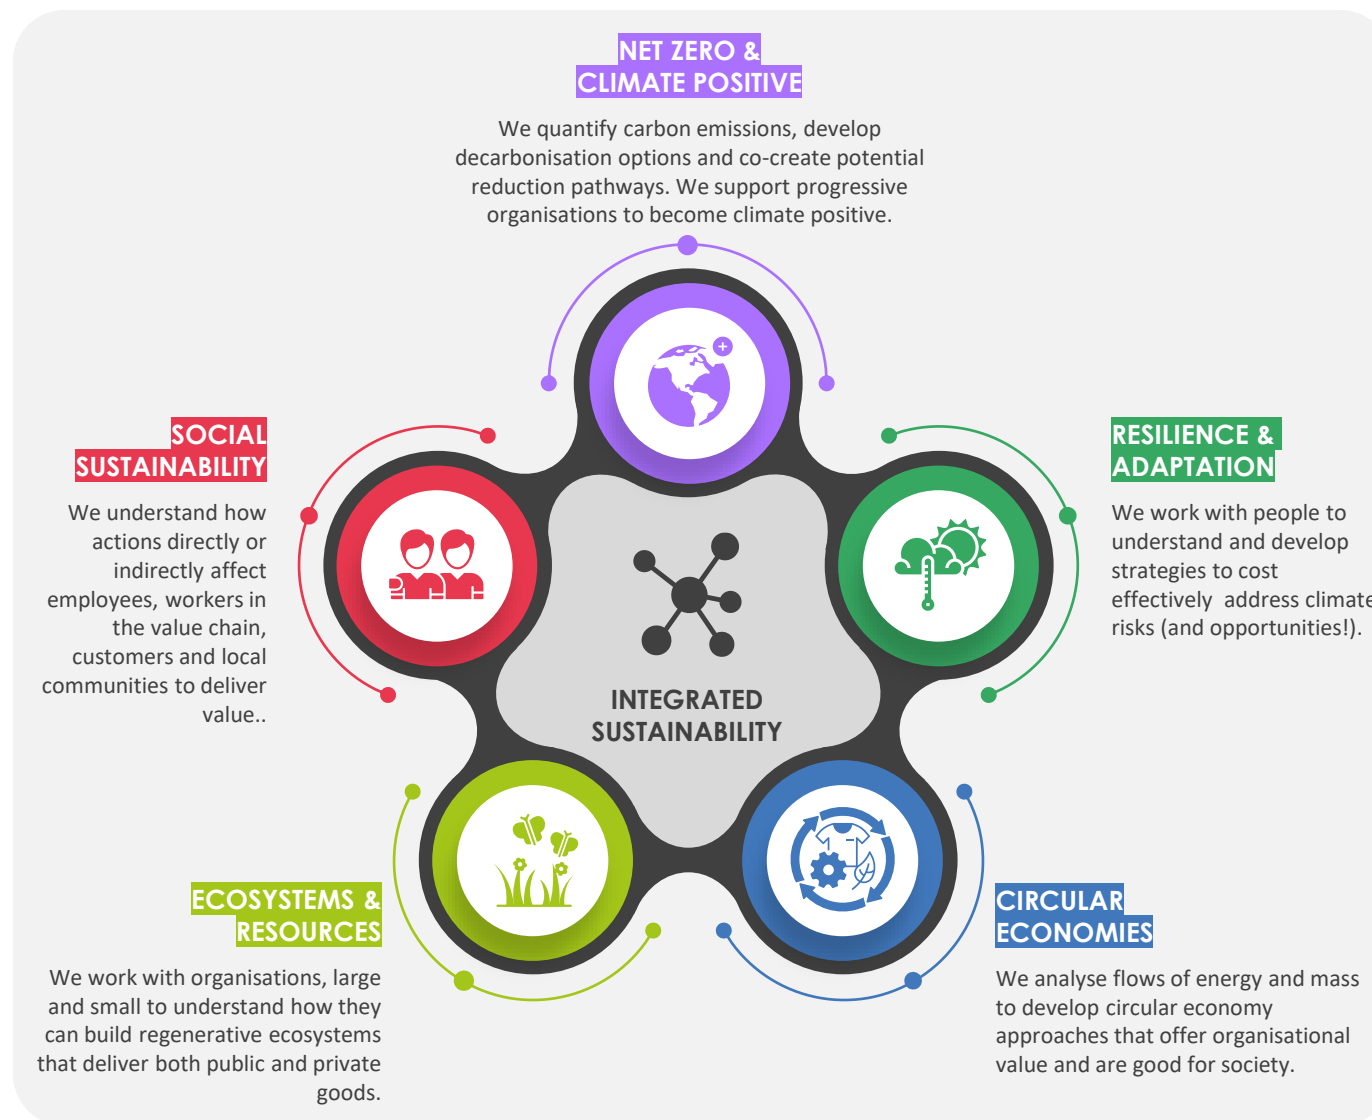 NET ZERO &
CLIMATE POSITIVE
We quantify carbon emissions, develop
decarbonisation options and co-create potential
reduction pathways. We support progressive
organisations to become climate positive.
SOCIAL
SUSTAINABILITY
We understand how
actions directly or
indirectly affect
employees, workers in
the value chain,
customers and local
communities to deliver
value..
RESILIENCE &
ADAPTATION
We work with people to
understand and develop
strategies to cost
effectively  address climate
risks (and opportunities!).
INTEGRATED
SUSTAINABILITY
ECOSYSTEMS &
RESOURCES
We work with organisations, large
and small to understand how they
can build regenerative ecosystems
that deliver both public and private
goods.
CIRCULAR
ECONOMIES
We analyse flows of energy and mass
to develop circular economy
approaches that offer organisational
value and are good for society.